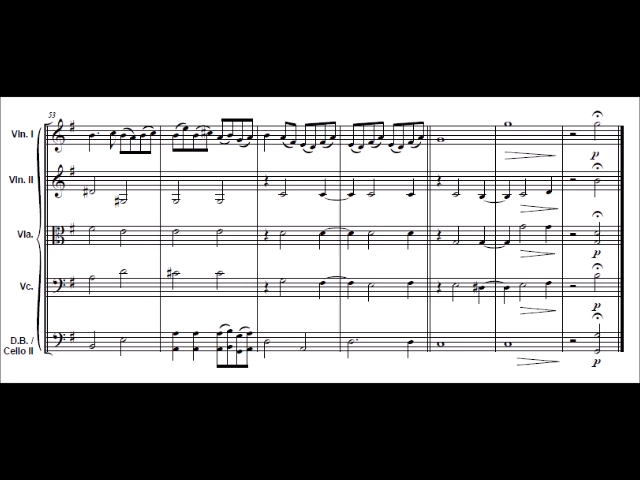 53
Vln. I
p
Vln. II
p
Vla.
p
Vc.
p
D.B. /
Cello II
p